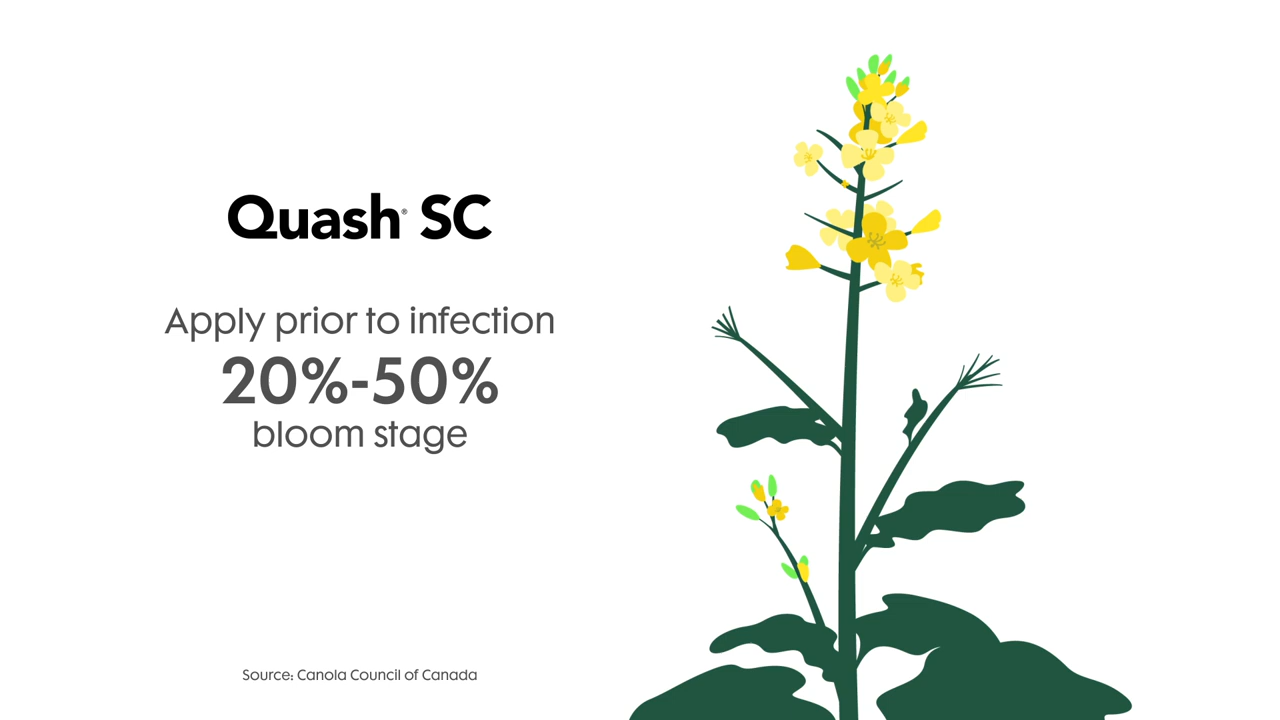 Quash® SC
Apply prior to infection
20%-50%
bloom stage
Source: Canola Council of Canada